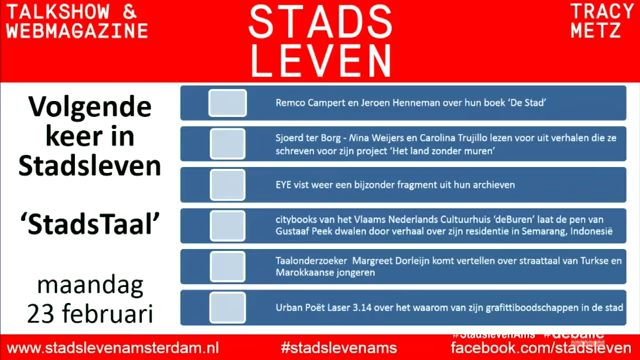 TALKSHOW &
WEBMAGAZINE
STADS
LEVEN
TRACY
METZ
Volgende
keer in
Stadsleven
‘StadsTaal’
maandag
23 februari
Remco Campert en Jeroen Henneman over hun boek ‘De Stad’
Sjoerd ter Borg - Nina Weijers en Carolina Trujillo lezen voor uit verhalen die ze
schreven voor zijn project ‘Het land zonder muren’
EYE vist weer een bijzonder fragment uit hun archieven
citybooks van het Vlaams Nederlands Cultuurhuis ‘deBuren’ laat de pen van
Gustaaf Peek dwalen door verhaal over zijn residentie in Semarang, Indonesië
Taalonderzoeker Margreet Dorleijn komt vertellen over straattaal van Turkse en
Marokkaanse jongeren
Urban Poët Laser 3.14 over het waarom van zijn grafittiboodschappen in de stad
#StadslevenAms #deBalie
www.stadslevenamsterdam.nl
#stadslevenams
facebook.com/stadsleven